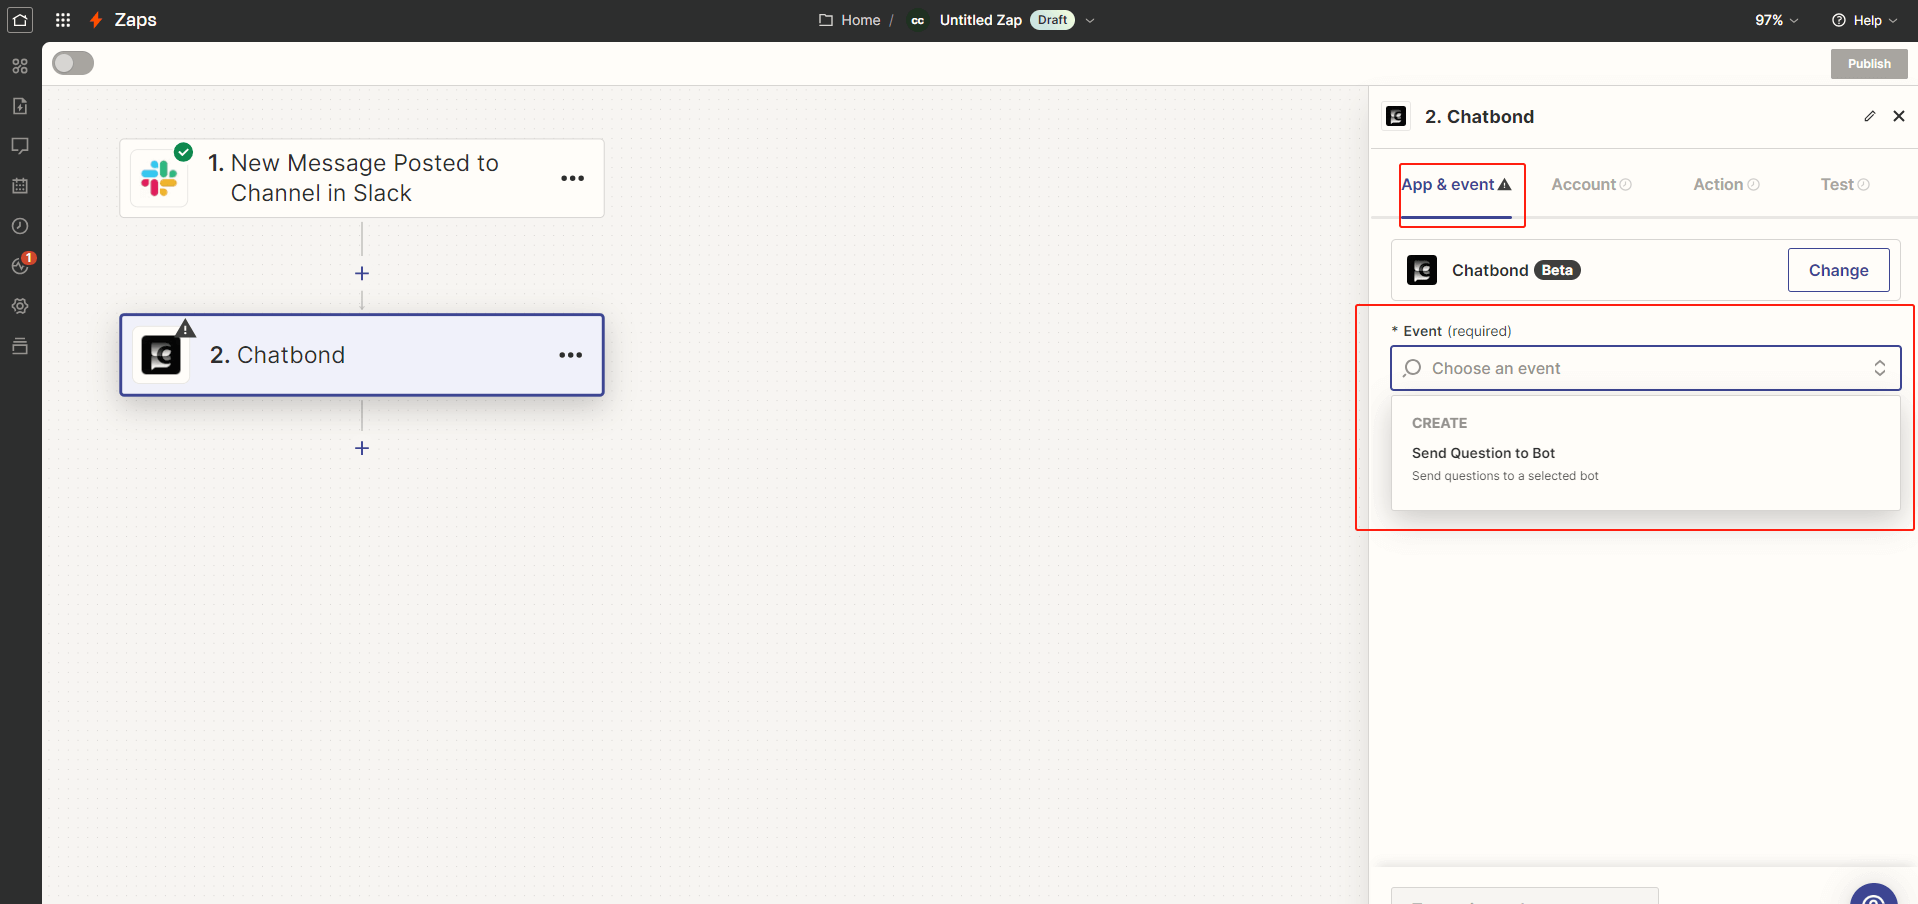 Zaps
Home / cc Untitled Zap Draft
97%
Help
Publish
1
1. New Message Posted to
Channel in Slack
2. Chatbond
2. Chatbond
App & event
Account
Action
Test
Chatbond Beta
Change
* Event (required)
Choose an event
CREATE
Send Question to Bot
Send questions to a selected bot